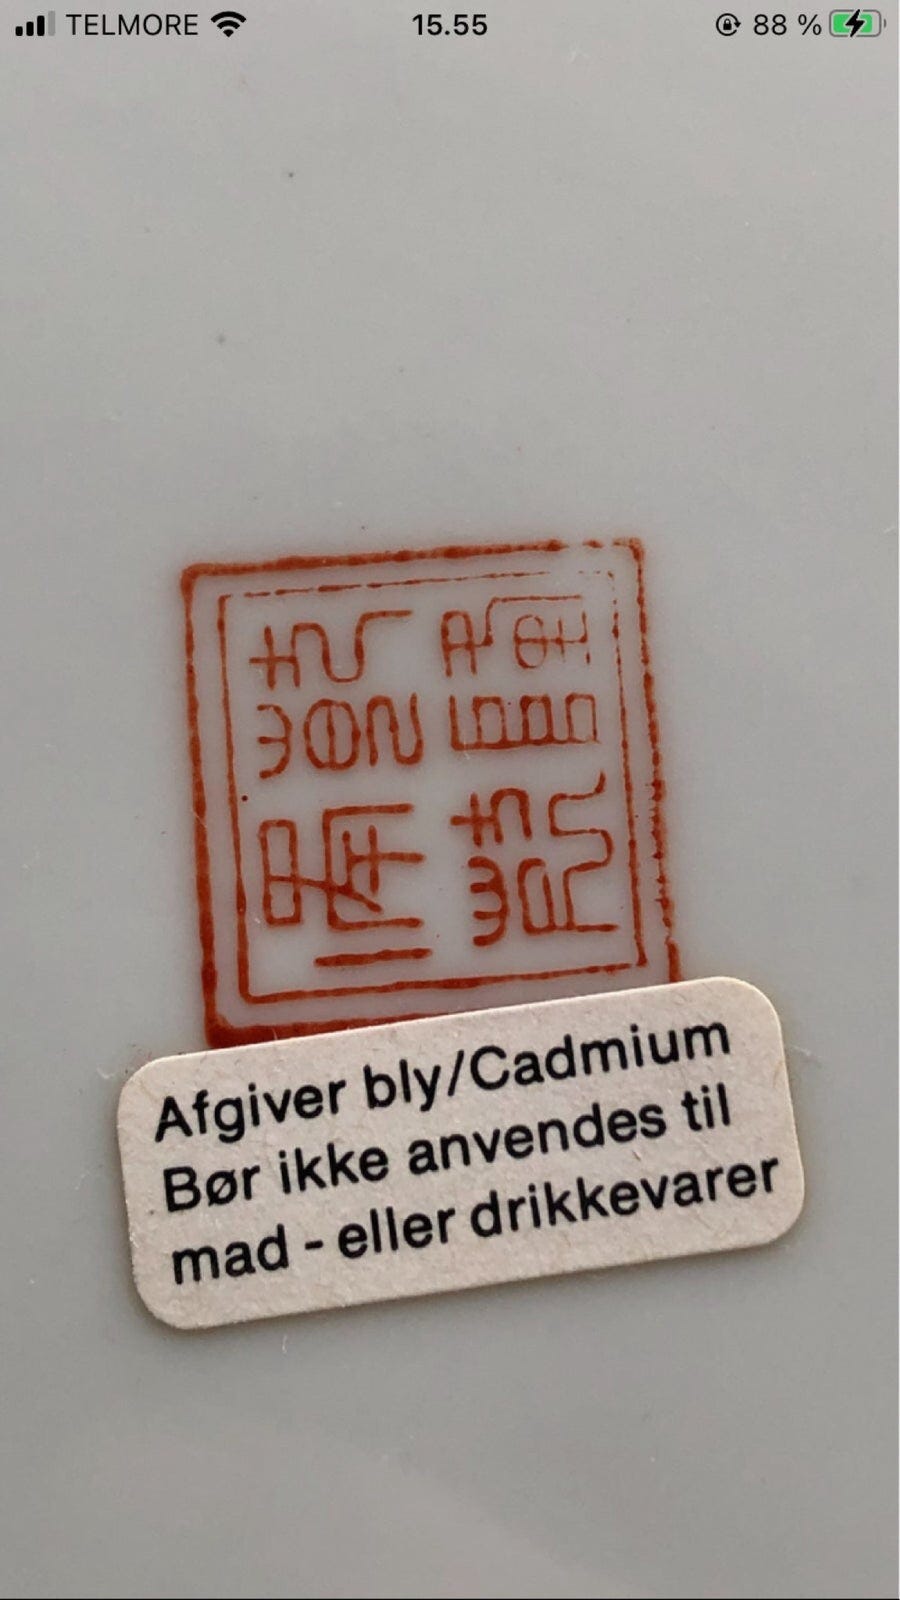 TELMORE 15.55 88 %
Afgiver bly/Cadmium
Bør ikke anvendes til
mad - eller drikkevarer